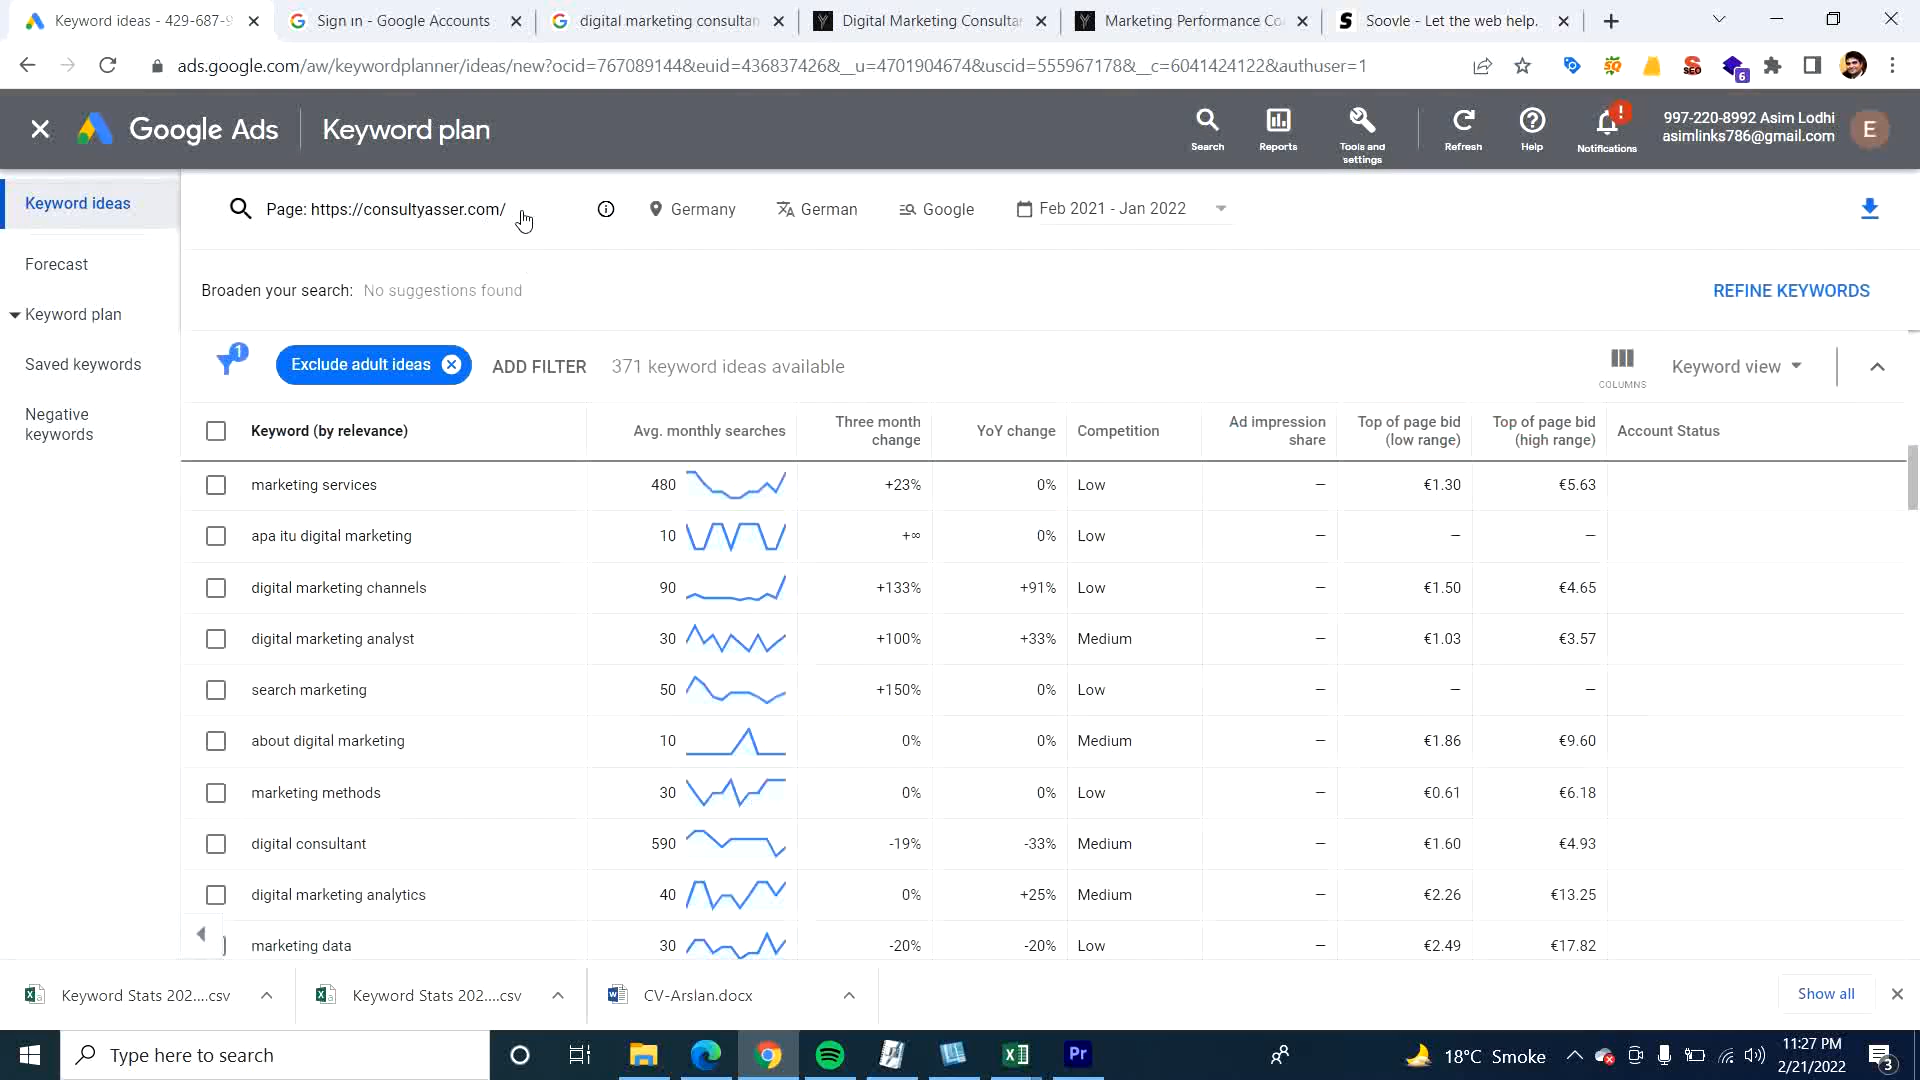 Keyword ideas - 429-687-9
Sign in - Google Accounts
digital marketing consultan
Digital Marketing Consulta
Marketing Performance Co
Soovle - Let the web help.
ads.google.com/aw/keywordplanner/ideas/new?ocid=767089144&euid=436837426&__u=4701904674&uscid=555967178&__c=6041424122&authuser=1
SEO
6
Google Ads
Keyword plan
Search
Reports
Tools and settings
Refresh
Help
Notifications
997-220-8992 Asim Lodhi
asimlinks786@gmail.com
E
Keyword ideas
Forecast
Keyword plan
Saved keywords
Negative
keywords
Page: https://consultyasser.com/
Germany
German
Google
Feb 2021 - Jan 2022
Broaden your search: No suggestions found
REFINE KEYWORDS
1
Exclude adult ideas
ADD FILTER
371 keyword ideas available
COLUMNS
Keyword view
Keyword (by relevance) Avg. monthly searches Three month change YoY change Competition Ad impression share Top of page bid (low range) Top of page bid (high range) Account Status
marketing services 480 +23% 0% Low – €1.30 €5.63
apa itu digital marketing 10 +∞ 0% Low – – –
digital marketing channels 90 +133% +91% Low – €1.50 €4.65
digital marketing analyst 30 +100% +33% Medium – €1.03 €3.57
search marketing 50 +150% 0% Low – – –
about digital marketing 10 0% 0% Medium – €1.86 €9.60
marketing methods 30 0% 0% Low – €0.61 €6.18
digital consultant 590 -19% -33% Medium – €1.60 €4.93
digital marketing analytics 40 0% +25% Medium – €2.26 €13.25
marketing data 30 -20% -20% Low – €2.49 €17.82
Keyword Stats 202....csv
Keyword Stats 202....csv
CV-Arslan.docx
Show all
Type here to search
Pr
18°C Smoke
11:27 PM
2/21/2022
3